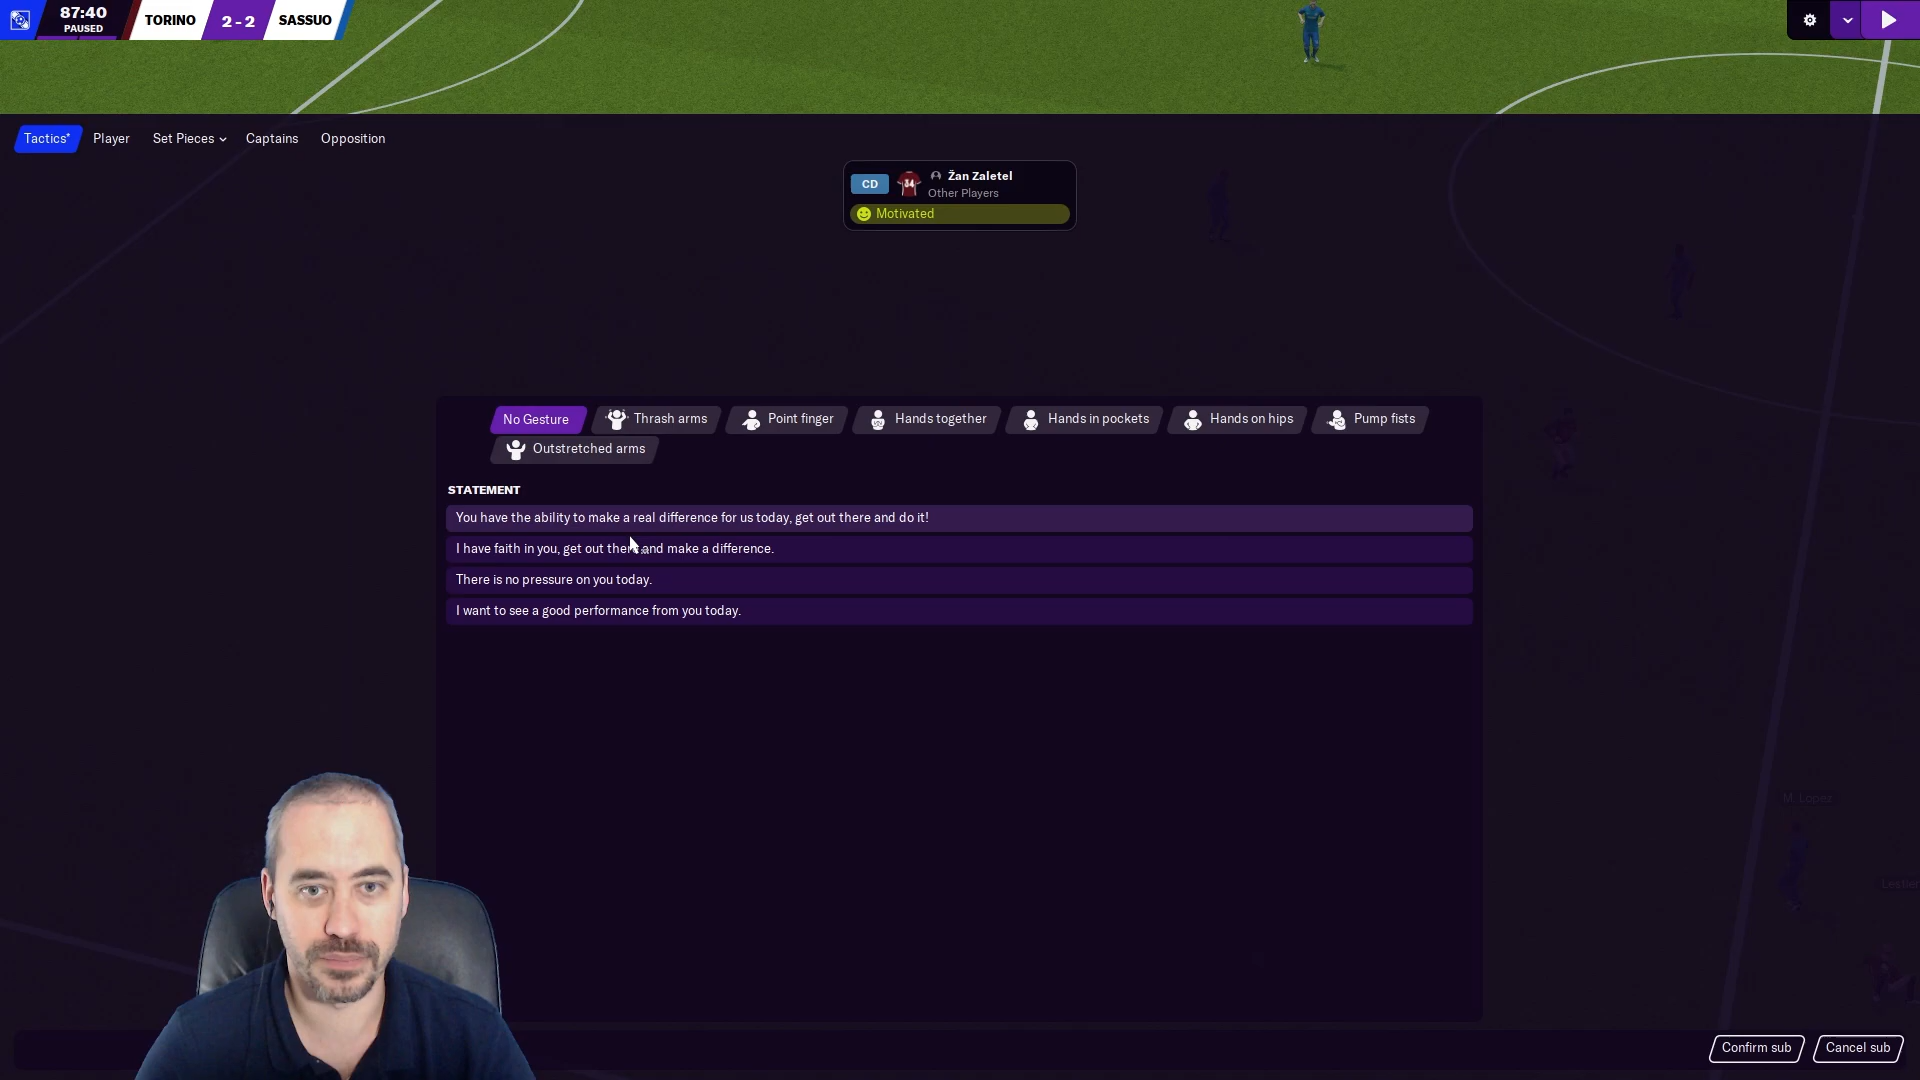 87:40
PAUSED
TORINO
2 - 2
SASSUO
Tactics*
Player
Set Pieces
Captains
Opposition
CD
34
Žan Zaletel
Other Players
Motivated
No Gesture
Thrash arms
Point finger
Hands together
Hands in pockets
Hands on hips
Pump fists
Outstretched arms
STATEMENT
You have the ability to make a real difference for us today, get out there and do it!
I have faith in you, get out there and make a difference.
There is no pressure on you today.
I want to see a good performance from you today.
M. Lopez
Confirm sub
Cancel sub